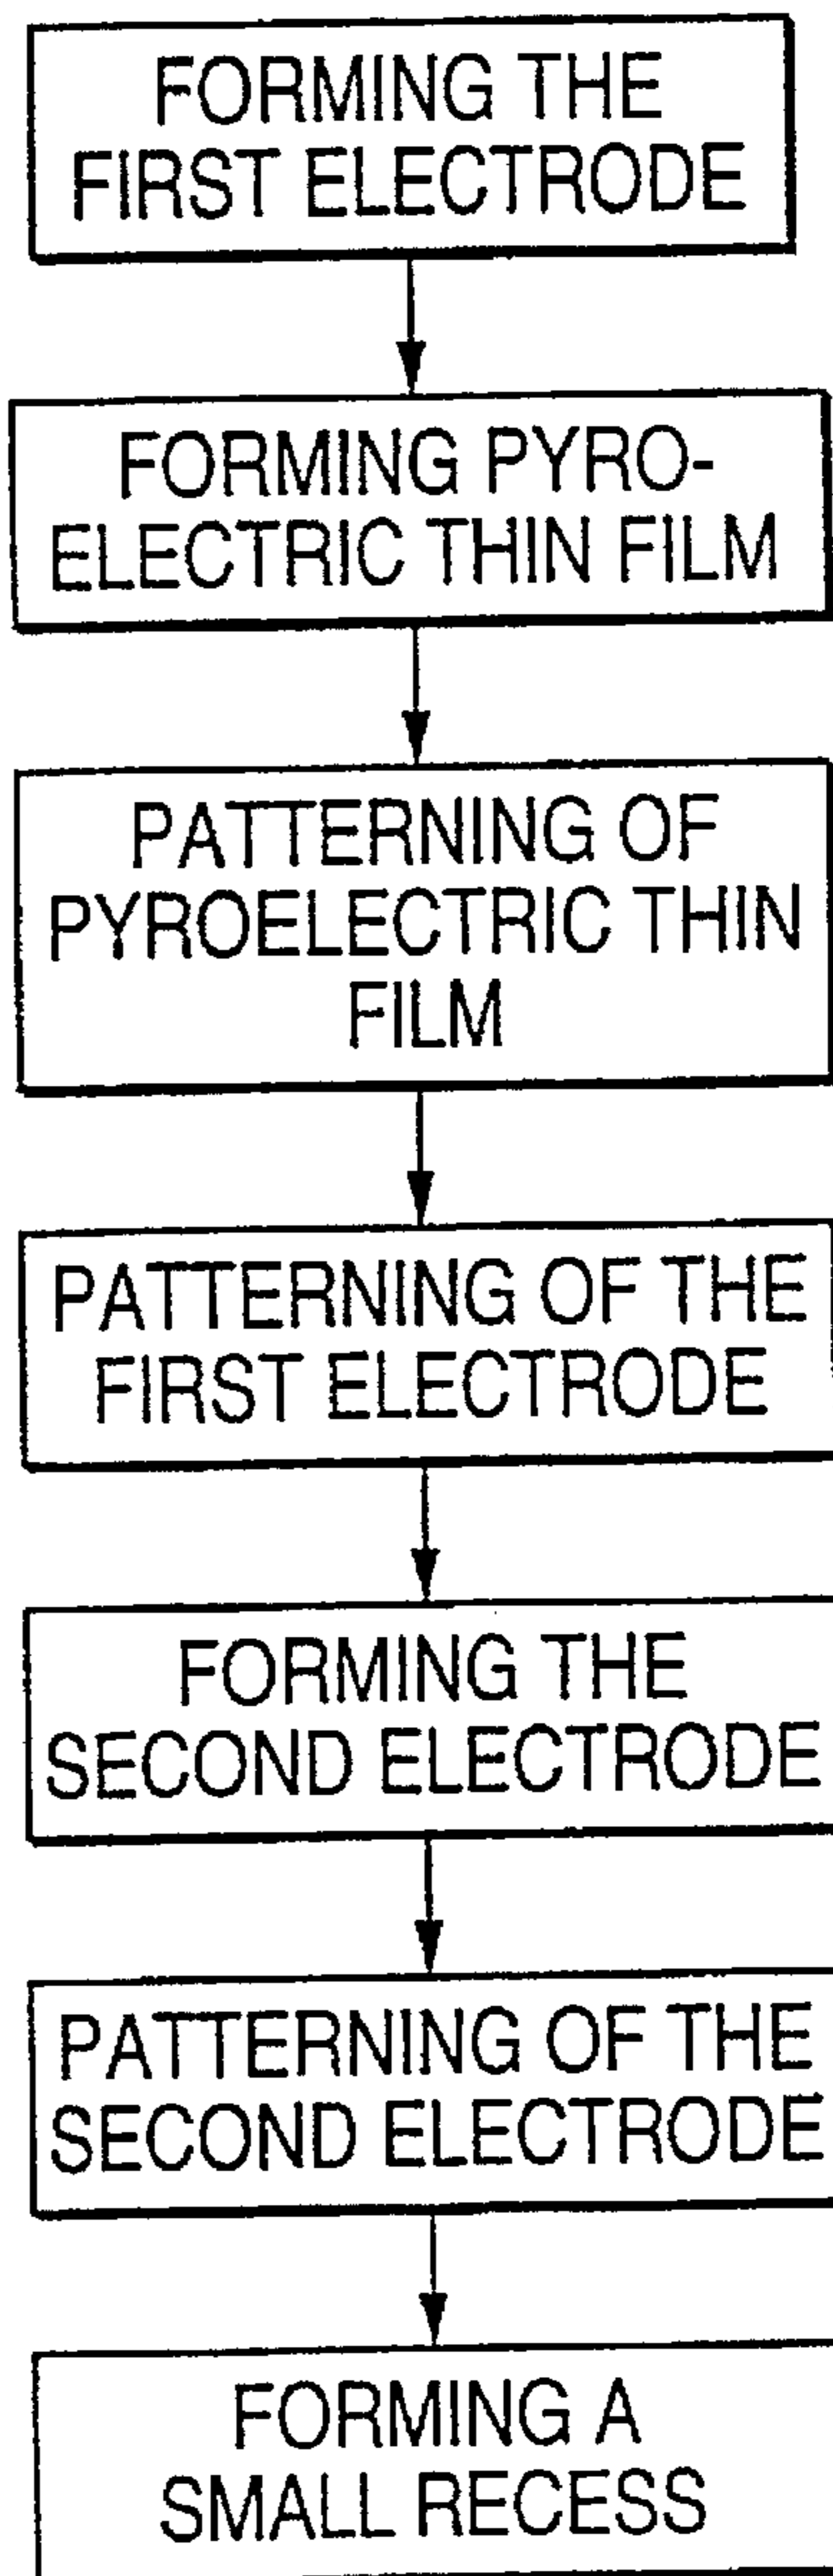 FORMING THE
FIRST ELECTRODE
FORMING PYRO-
ELECTRIC THIN FILM
PATTERNING OF
PYROELECTRIC THIN
FILM
PATTERNING OF THE
FIRST ELECTRODE
FORMING THE
SECOND ELECTRODE
PATTERNING OF THE
SECOND ELECTRODE
FORMING A
SMALL RECESS